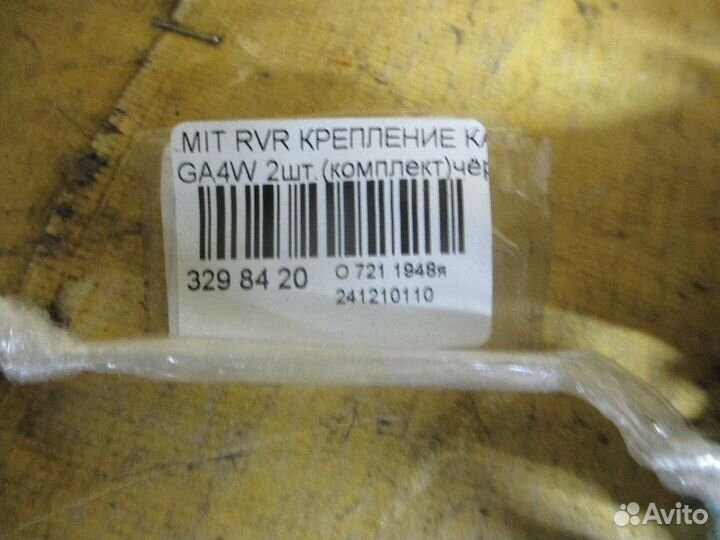 MIT RVR КРЕПЛЕНИЕ КА
GA4W 2шт.(комплект)чёр
329 84 20
О 721 1948я
241210110
Avito